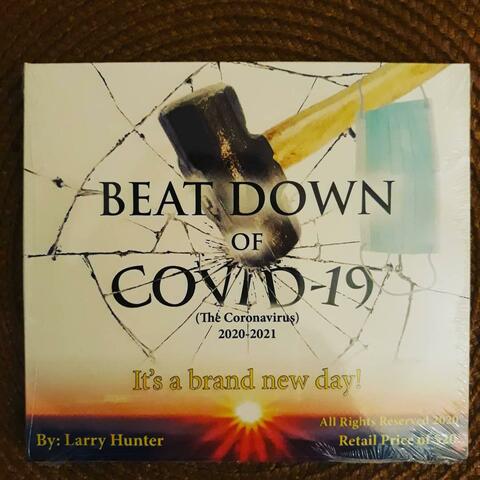 BEAT DOWN
OF
COVID-19
(The Coronavirus)
2020-2021
It's a brand new day!
All Rights Reserved 2020
By: Larry Hunter
Retail Price of $20